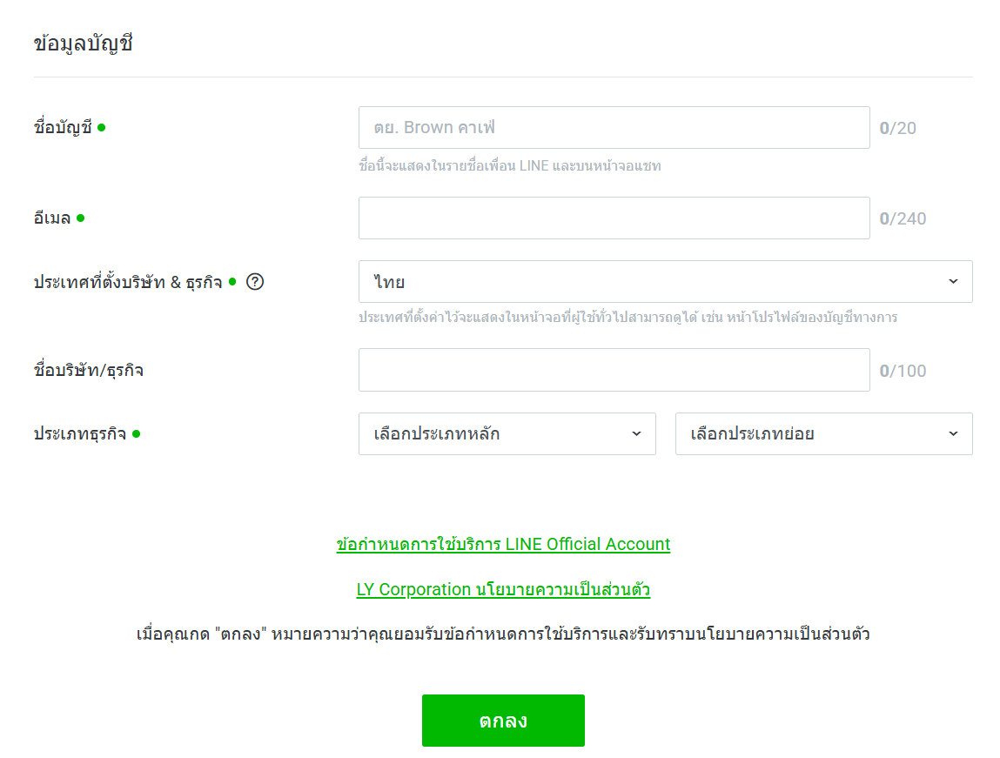 ข้อมูลบัญชี
ชื่อบัญชี
ตย. Brown คาเฟ่
0/20
ชื่อนี้จะแสดงในรายชื่อเพื่อน LINE และบนหน้าจอแชท
อีเมล
0/240
ประเทศที่ตั้งบริษัท & ธุรกิจ ?
ไทย
ประเทศที่ตั้งค่าไว้จะแสดงในหน้าจอที่ผู้ใช้ทั่วไปสามารถดูได้ เช่น หน้าโปรไฟล์ของบัญชีทางการ
ชื่อบริษัท/ธุรกิจ
0/100
ประเภทธุรกิจ
เลือกประเภทหลัก
เลือกประเภทย่อย
ข้อกำหนดการใช้บริการ LINE Official Account
LY Corporation นโยบายความเป็นส่วนตัว
เมื่อคุณกด "ตกลง" หมายความว่าคุณยอมรับข้อกำหนดการใช้บริการและรับทราบนโยบายความเป็นส่วนตัว
ตกลง